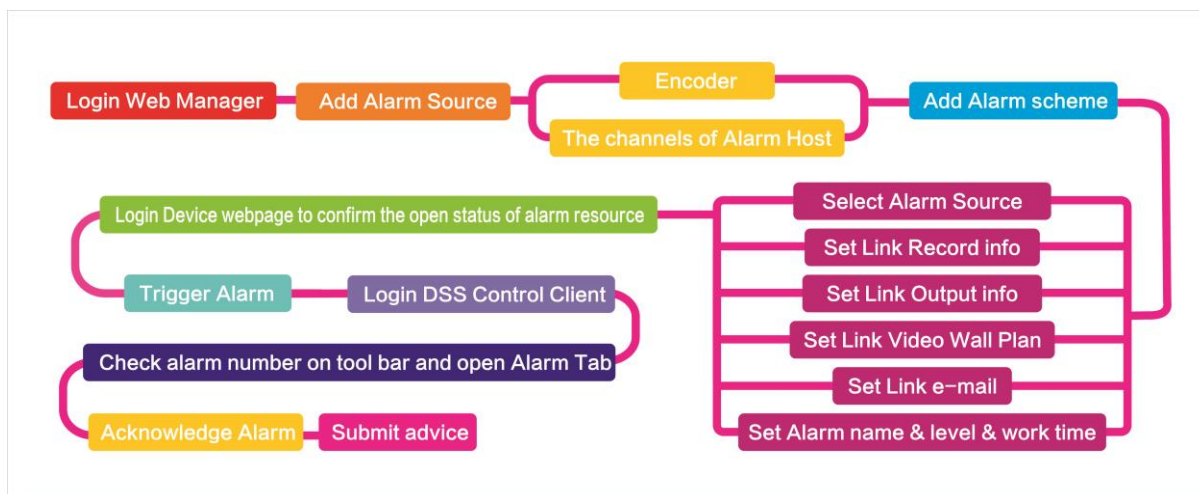 Login Web Manager
Add Alarm Source
Encoder
The channels of Alarm Host
Add Alarm scheme
Select Alarm Source
Set Link Record info
Set Link Output info
Set Link Video Wall Plan
Set Link e-mail
Set Alarm name & level & work time
Login Device webpage to confirm the open status of alarm resource
Trigger Alarm
Login DSS Control Client
Check alarm number on tool bar and open Alarm Tab
Acknowledge Alarm
Submit advice